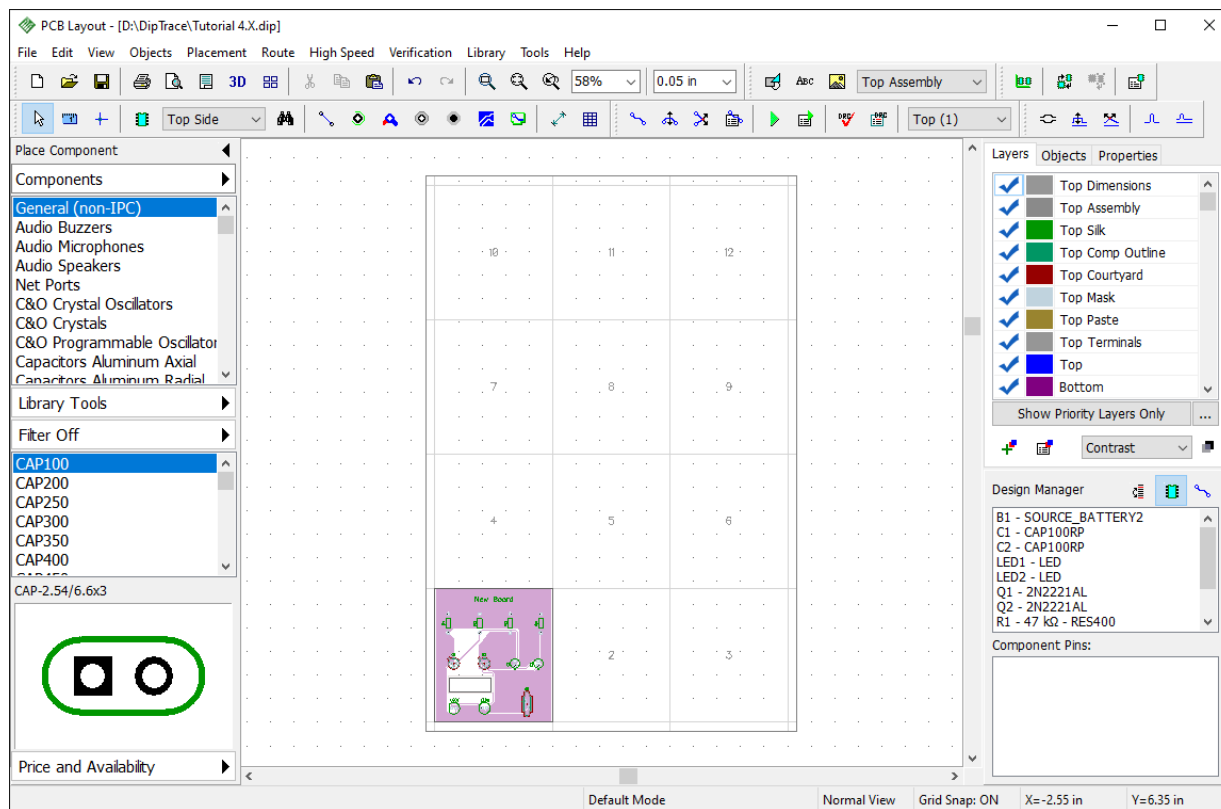 PCB Layout - [D:\DipTrace\Tutorial 4.X.dip]
File Edit View Objects Placement Route High Speed Verification Library Tools Help
3D 58% 0.05 in ABC Top Assembly
Top Side DRC DRC Top (1)
Place Component
Components
General (non-IPC)
Audio Buzzers
Audio Microphones
Audio Speakers
Net Ports
C&O Crystal Oscillators
C&O Crystals
C&O Programmable Oscillator
Capacitors Aluminum Axial
Capacitors Aluminum Radial
Library Tools
Filter Off
CAP100
CAP200
CAP250
CAP300
CAP350
CAP400
CAP450
CAP-2.54/6.6x3
Price and Availability
10 11 12
7 8 9
4 5 6
New Board
2 3
Layers Objects Properties
Top Dimensions
Top Assembly
Top Silk
Top Comp Outline
Top Courtyard
Top Mask
Top Paste
Top Terminals
Top
Bottom
Show Priority Layers Only ...
Contrast
Design Manager
B1 - SOURCE_BATTERY2
C1 - CAP100RP
C2 - CAP100RP
LED1 - LED
LED2 - LED
Q1 - 2N2221AL
Q2 - 2N2221AL
R1 - 47 kΩ - RES400
Component Pins:
Default Mode Normal View Grid Snap: ON X=-2.55 in Y=6.35 in